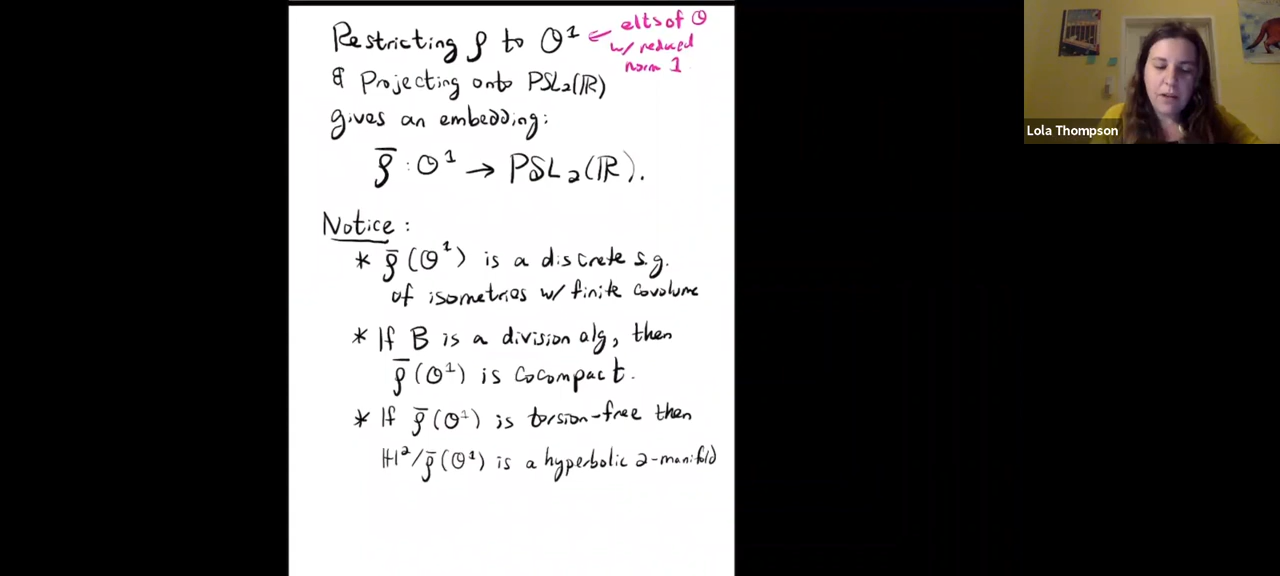 Restricting ρ to O¹ ← elts of O
w/ reduced
norm 1
& Projecting onto PSL₂(ℝ)
gives an embedding:
ρ̄ : O¹ → PSL₂(ℝ).
Notice:
* ρ̄(O¹) is a discrete s.g.
of isometries w/ finite covolume
* If B is a division alg, then
ρ̄(O¹) is cocompact.
* If ρ̄(O¹) is torsion-free then
ℍ²/ρ̄(O¹) is a hyperbolic 2-manifold
Lola Thompson